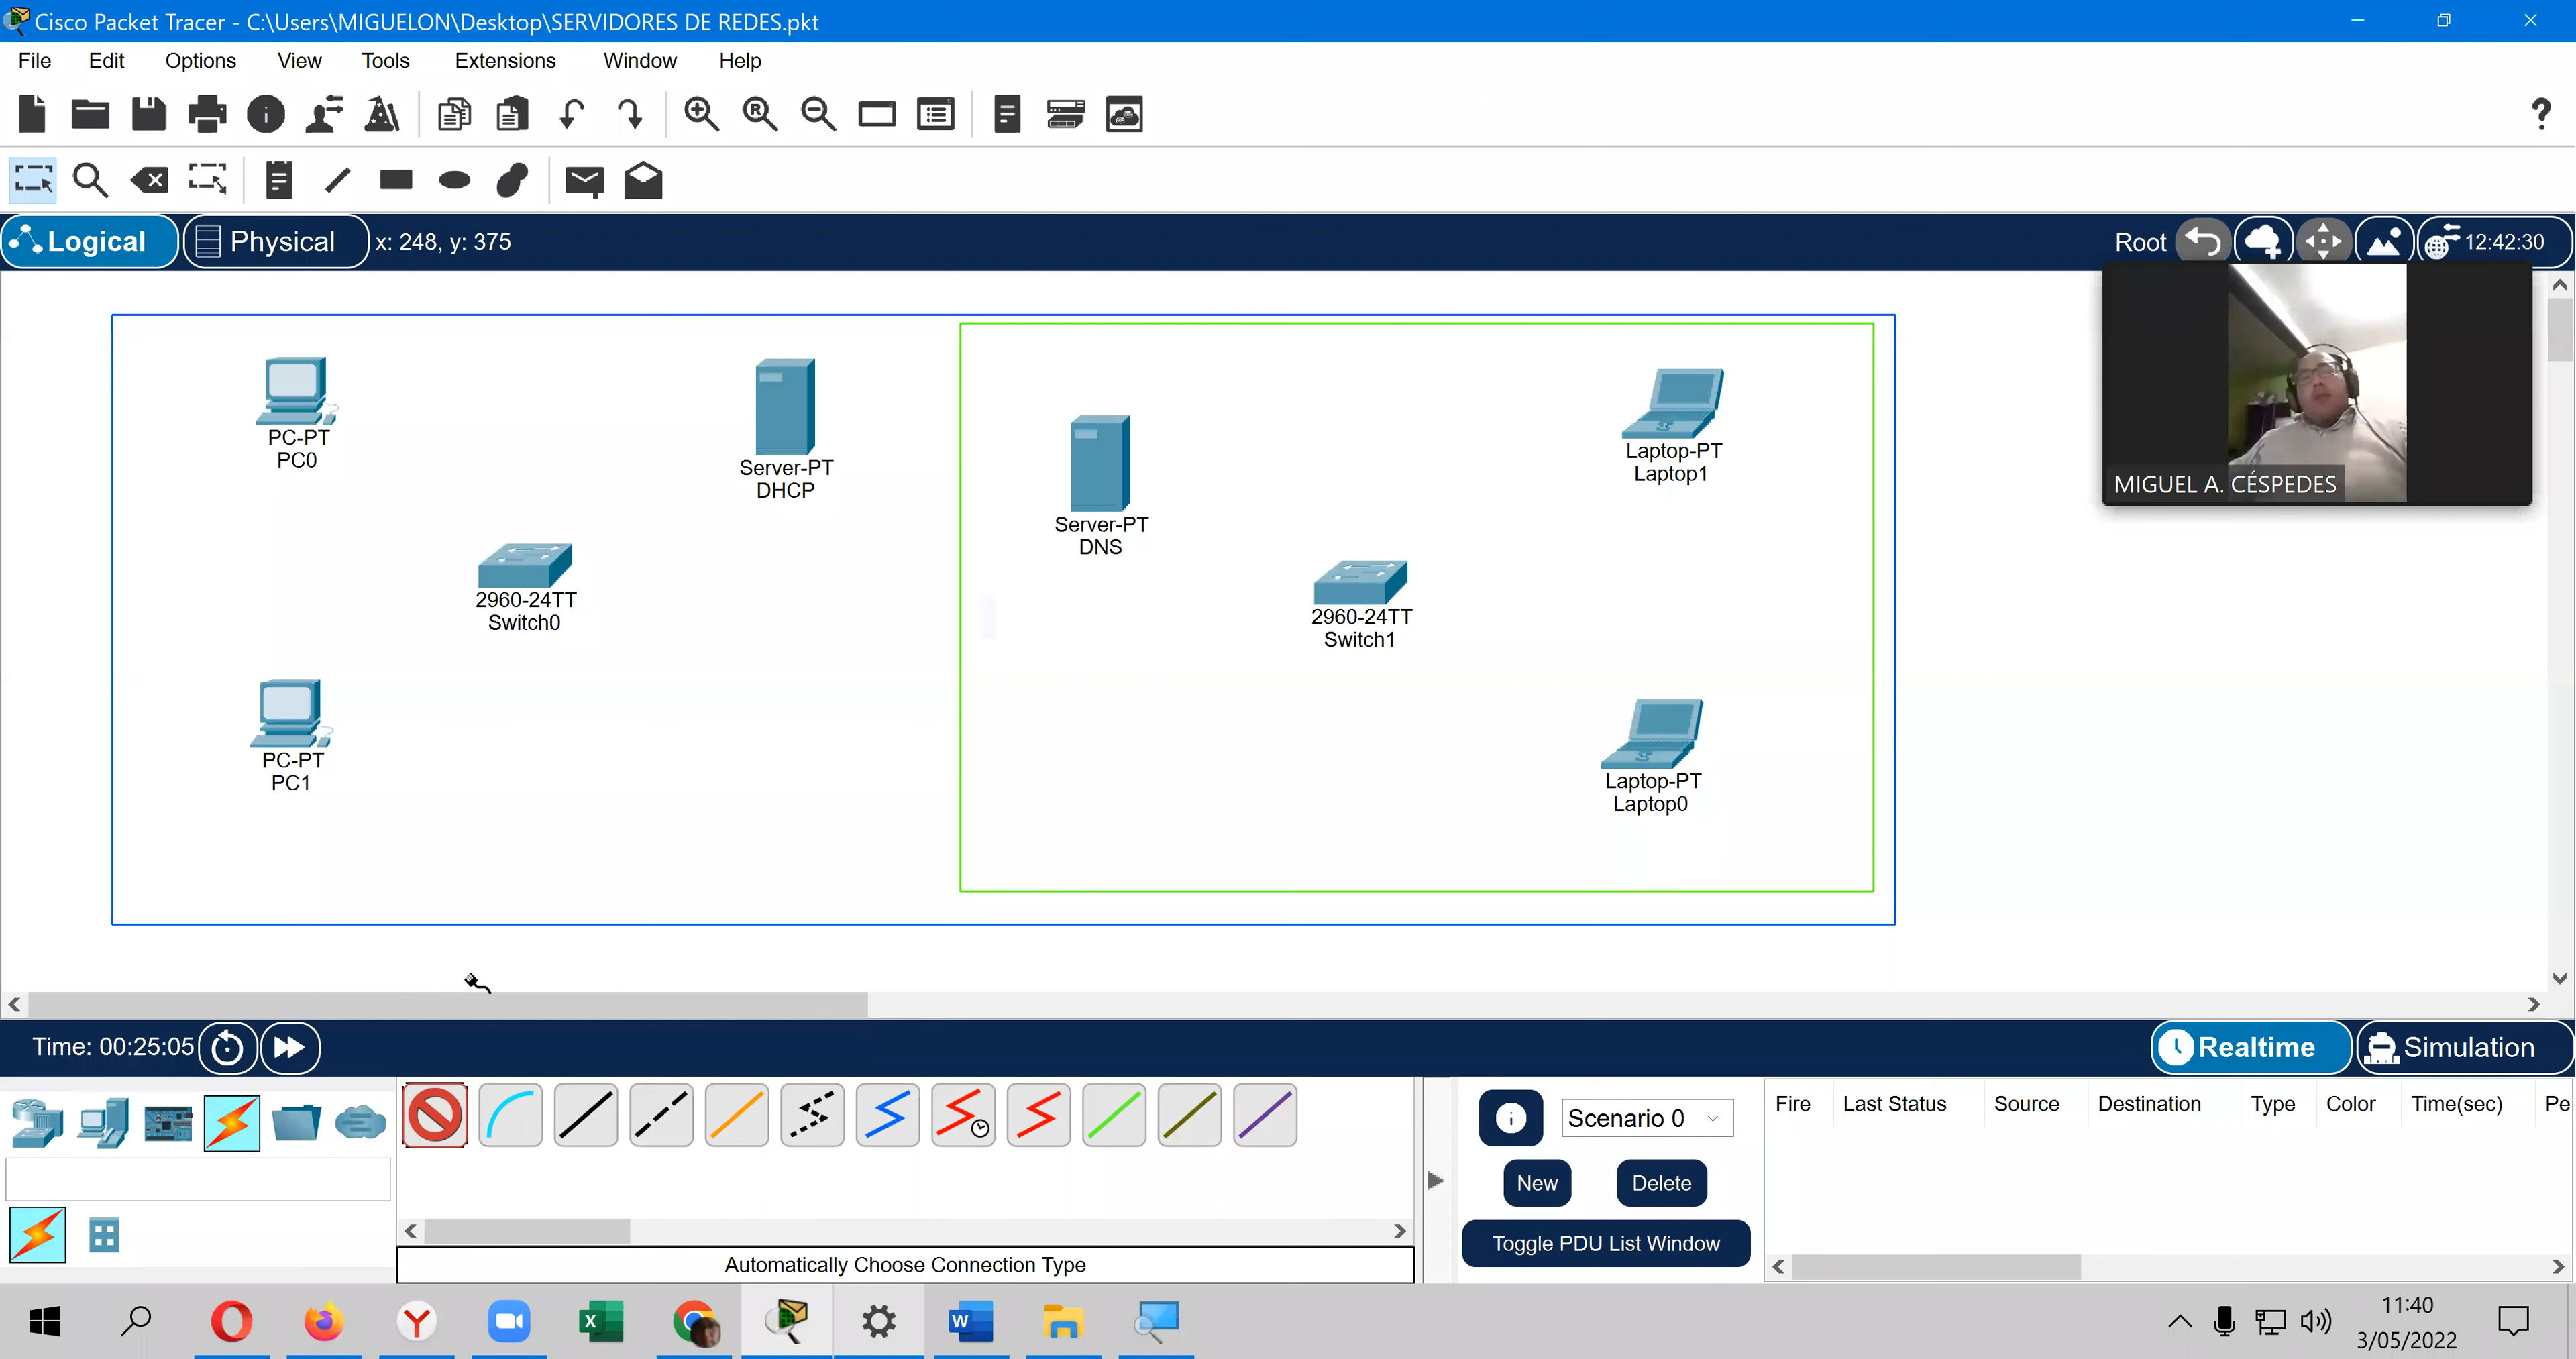 Cisco Packet Tracer - C:\Users\MIGUELON\Desktop\SERVIDORES DE REDES.pkt
File Edit Options View Tools Extensions Window Help
Logical Physical x: 248, y: 375 Root 12:42:30
PC-PT
PC0
Server-PT
DHCP
Server-PT
DNS
Laptop-PT
Laptop1
MIGUEL A. CÉSPEDES
2960-24TT
Switch0
2960-24TT
Switch1
PC-PT
PC1
Laptop-PT
Laptop0
Time: 00:25:05 Realtime Simulation
Scenario 0
Fire Last Status Source Destination Type Color Time(sec) Pe
New Delete
Toggle PDU List Window
Automatically Choose Connection Type
11:40
3/05/2022